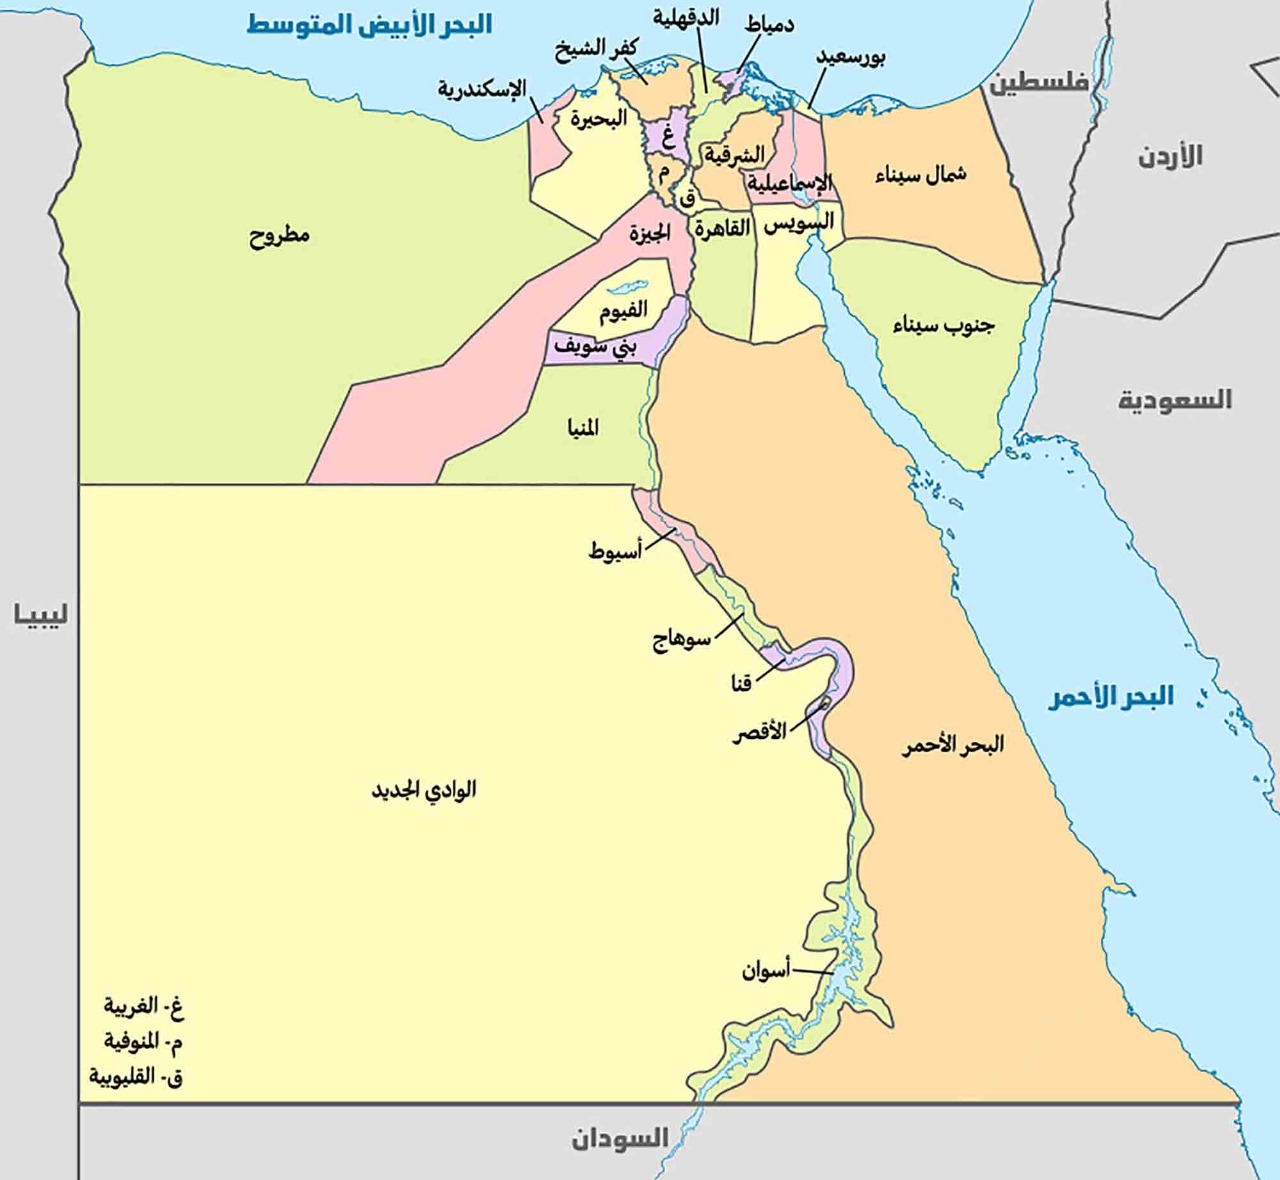 البحر الأبيض المتوسط
دمياط
الدقهلية
كفر الشيخ
بورسعيد
الإسكندرية
البحيرة
غ
الشرقية
م
ق
الإسماعيلية
شمال سيناء
فلسطين
الأردن
مطروح
الجيزة
القاهرة
السويس
الفيوم
بني سويف
جنوب سيناء
السعودية
المنيا
أسيوط
ليبيا
سوهاج
قنا
الأقصر
البحر الأحمر
البحر الأحمر
الوادي الجديد
أسوان
غ- الغربية
م- المنوفية
ق- القليوبية
السودان